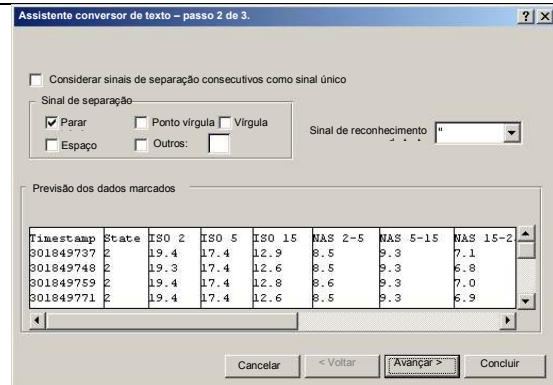 Assistente conversor de texto – passo 2 de 3.
Considerar sinais de separação consecutivos como sinal único
Sinal de separação
Parar
Ponto vírgula
Vírgula
Espaço
Outros:
Sinal de reconhecimento
"
Previsão dos dados marcados
Timestamp State ISO 2 ISO 5 ISO 15 NAS 2-5 NAS 5-15 NAS 15-2
301849737 2 19.4 17.4 12.9 8.5 9.3 7.1
301849748 2 19.3 17.4 12.6 8.5 9.3 6.8
301849759 2 19.4 17.4 12.8 8.6 9.3 7.0
301849771 2 19.4 17.4 12.6 8.5 9.3 6.9
Cancelar
< Voltar
Avançar >
Concluir